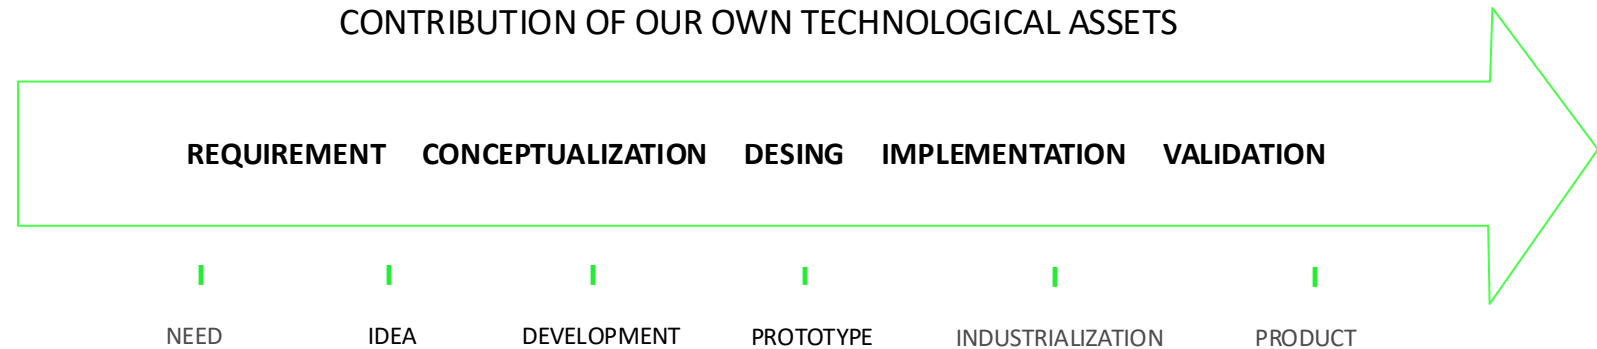 CONTRIBUTION OF OUR OWN TECHNOLOGICAL ASSETS
REQUIREMENT CONCEPTUALIZATION DESING IMPLEMENTATION VALIDATION
NEED IDEA DEVELOPMENT PROTOTYPE INDUSTRIALIZATION PRODUCT